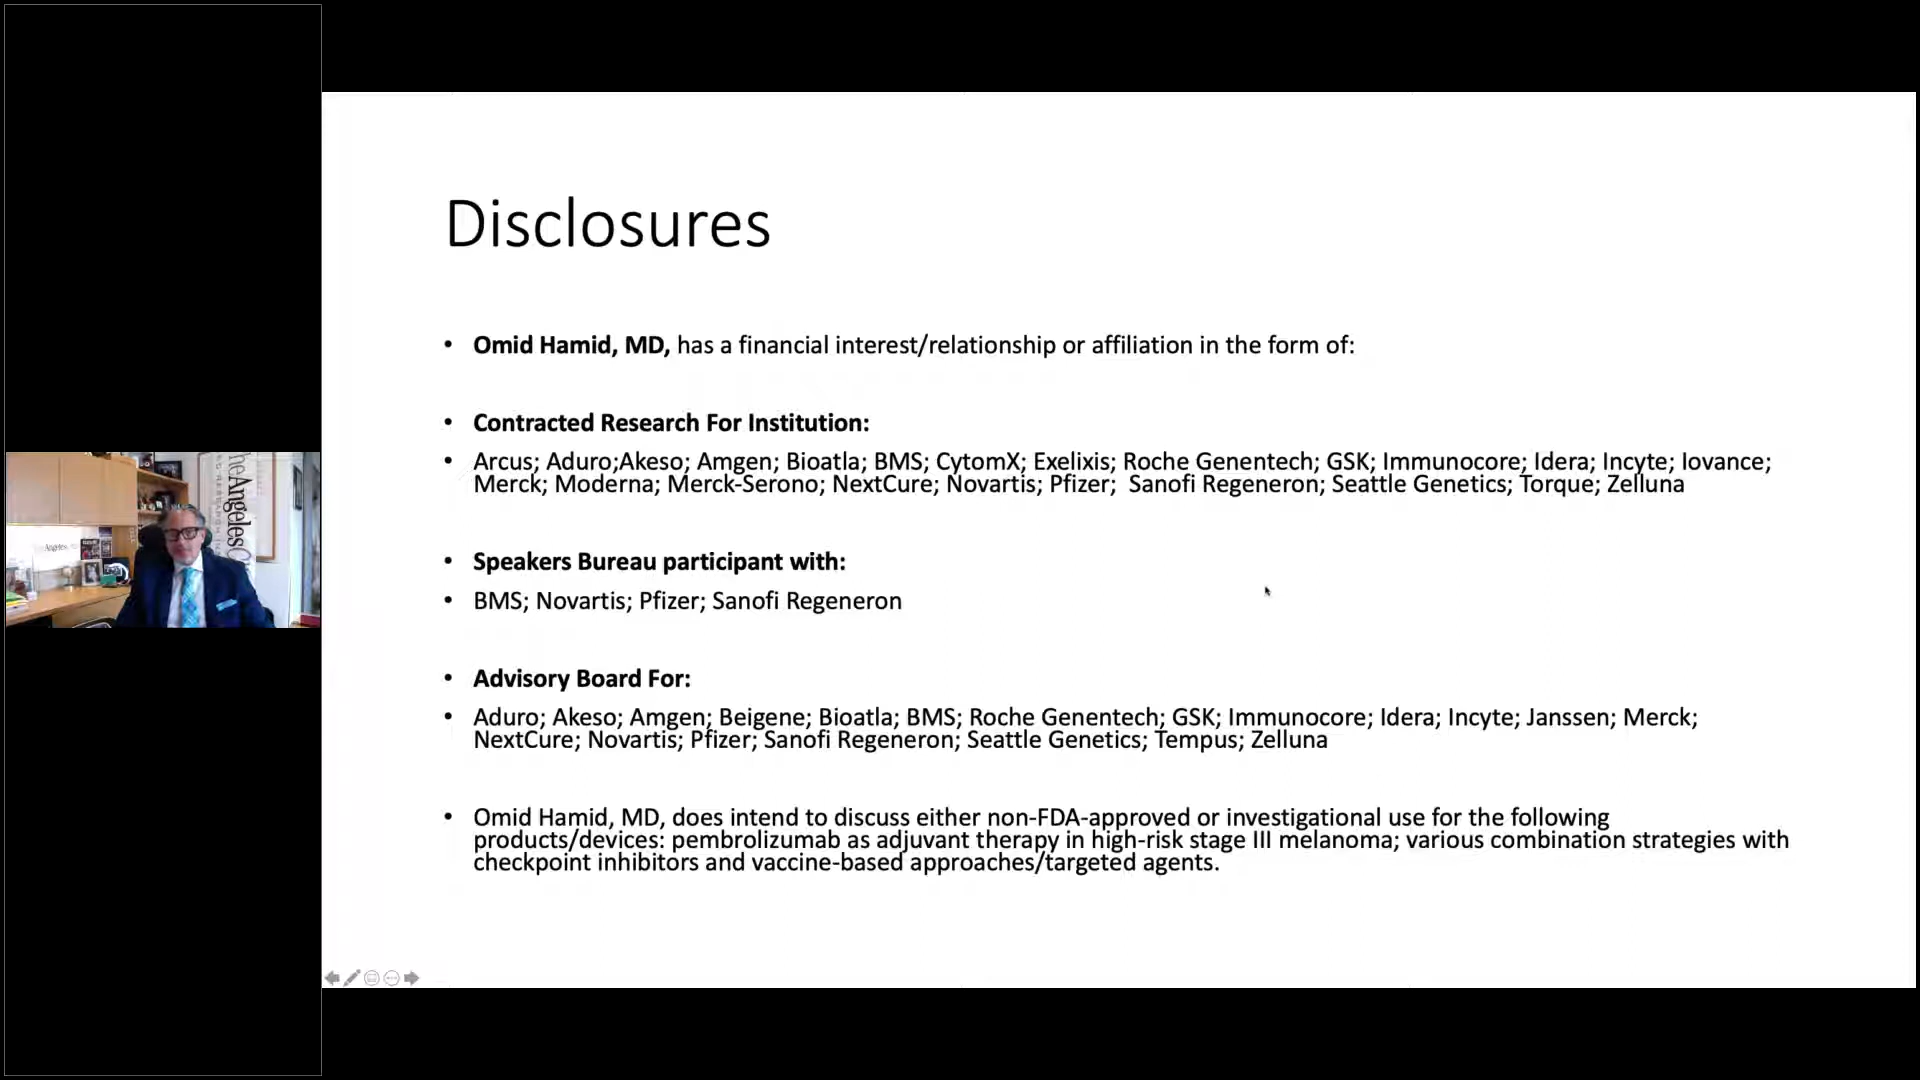 Disclosures
• Omid Hamid, MD, has a financial interest/relationship or affiliation in the form of:
• Contracted Research For Institution:
• Arcus; Aduro;Akeso; Amgen; Bioatla; BMS; CytomX; Exelixis; Roche Genentech; GSK; Immunocore; Idera; Incyte; Iovance;
Merck; Moderna; Merck-Serono; NextCure; Novartis; Pfizer;  Sanofi Regeneron; Seattle Genetics; Torque; Zelluna
• Speakers Bureau participant with:
• BMS; Novartis; Pfizer; Sanofi Regeneron
• Advisory Board For:
• Aduro; Akeso; Amgen; Beigene; Bioatla; BMS; Roche Genentech; GSK; Immunocore; Idera; Incyte; Janssen; Merck;
NextCure; Novartis; Pfizer; Sanofi Regeneron; Seattle Genetics; Tempus; Zelluna
• Omid Hamid, MD, does intend to discuss either non-FDA-approved or investigational use for the following
products/devices: pembrolizumab as adjuvant therapy in high-risk stage III melanoma; various combination strategies with
checkpoint inhibitors and vaccine-based approaches/targeted agents.